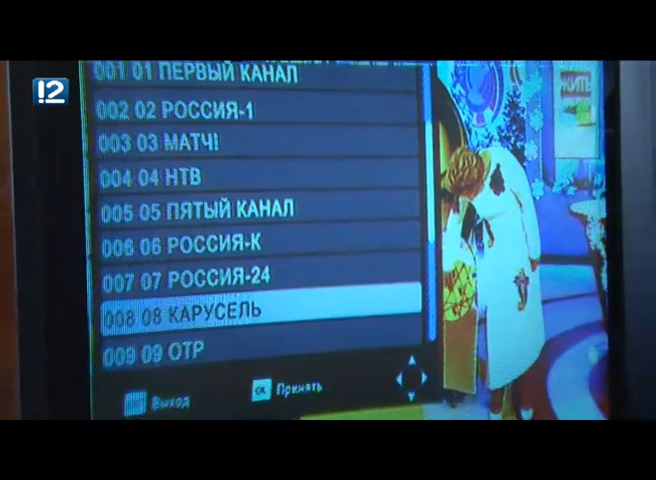 12
001 01 ПЕРВЫЙ КАНАЛ
002 02 РОССИЯ-1
003 03 МАТЧ!
004 04 НТВ
005 05 ПЯТЫЙ КАНАЛ
006 06 РОССИЯ-К
007 07 РОССИЯ-24
008 08 КАРУСЕЛЬ
009 09 ОТР
Выход
OK Принять
ЖИТЬ